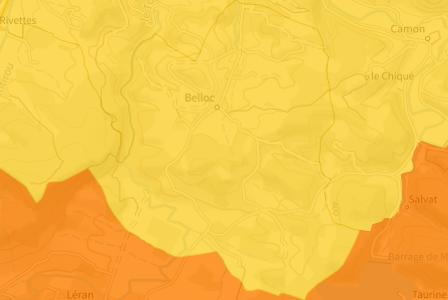 Rivettes
Camon
le Chique
Belloc
Salvat
Barrage de M
Léran
Taurine